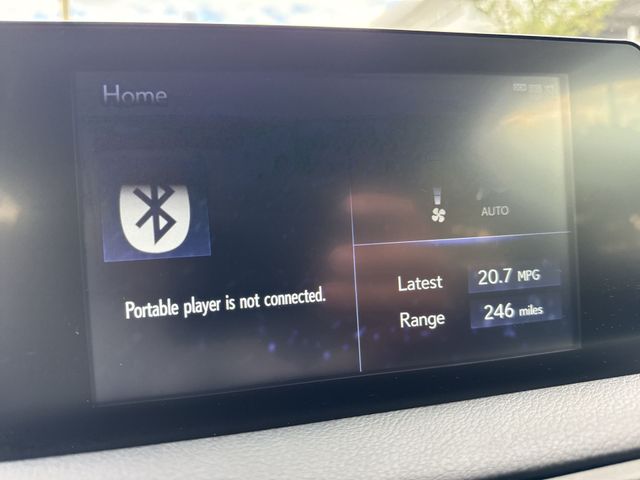 Home
AUTO
Portable player is not connected.
Latest 20.7 MPG
Range 246 miles